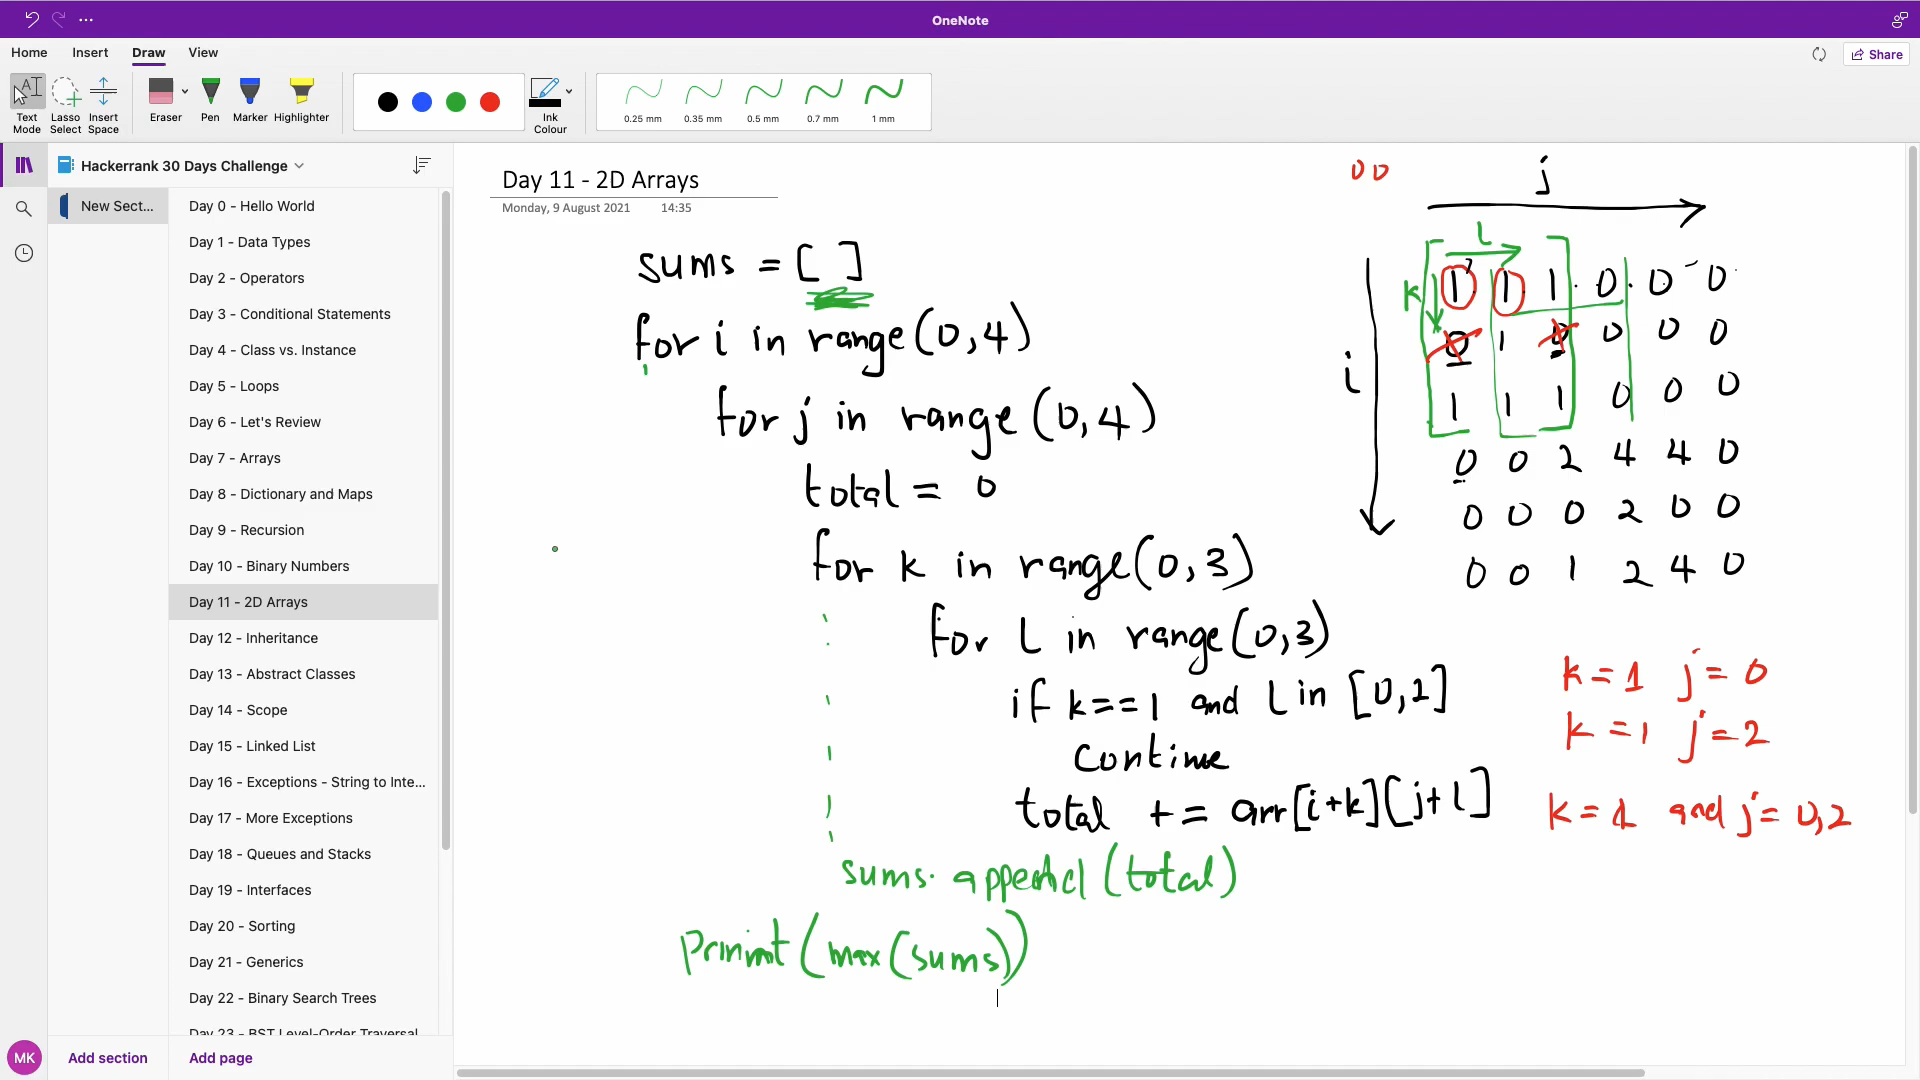 OneNote
Home Insert Draw View
Share
Text Mode
Lasso Select
Insert Space
Eraser
Pen
Marker
Highlighter
Ink Colour
0.25 mm
0.35 mm
0.5 mm
0.7 mm
1 mm
Hackerrank 30 Days Challenge
New Sect...
Day 0 - Hello World
Day 1 - Data Types
Day 2 - Operators
Day 3 - Conditional Statements
Day 4 - Class vs. Instance
Day 5 - Loops
Day 6 - Let's Review
Day 7 - Arrays
Day 8 - Dictionary and Maps
Day 9 - Recursion
Day 10 - Binary Numbers
Day 11 - 2D Arrays
Day 12 - Inheritance
Day 13 - Abstract Classes
Day 14 - Scope
Day 15 - Linked List
Day 16 - Exceptions - String to Inte...
Day 17 - More Exceptions
Day 18 - Queues and Stacks
Day 19 - Interfaces
Day 20 - Sorting
Day 21 - Generics
Day 22 - Binary Search Trees
Day 23 - BST Level-Order Traversal
MK
Add section
Add page
Day 11 - 2D Arrays
Monday, 9 August 2021 14:35
sums = [ ]
for i in range(0,4)
for j in range (0,4)
total = 0
for k in range(0,3)
for l in range(0,3)
if k==1 and l in [0,2]
continue
total += arr[i+k][j+l]
sums.append(total)
print(max(sums))
00
j
l
k
i
1 1 1 0 0 0
0 1 0 0 0 0
1 1 1 0 0 0
0 0 2 4 4 0
0 0 0 2 0 0
0 0 1 2 4 0
k=1 j=0
k=1 j=2
k=1 and j=0,2